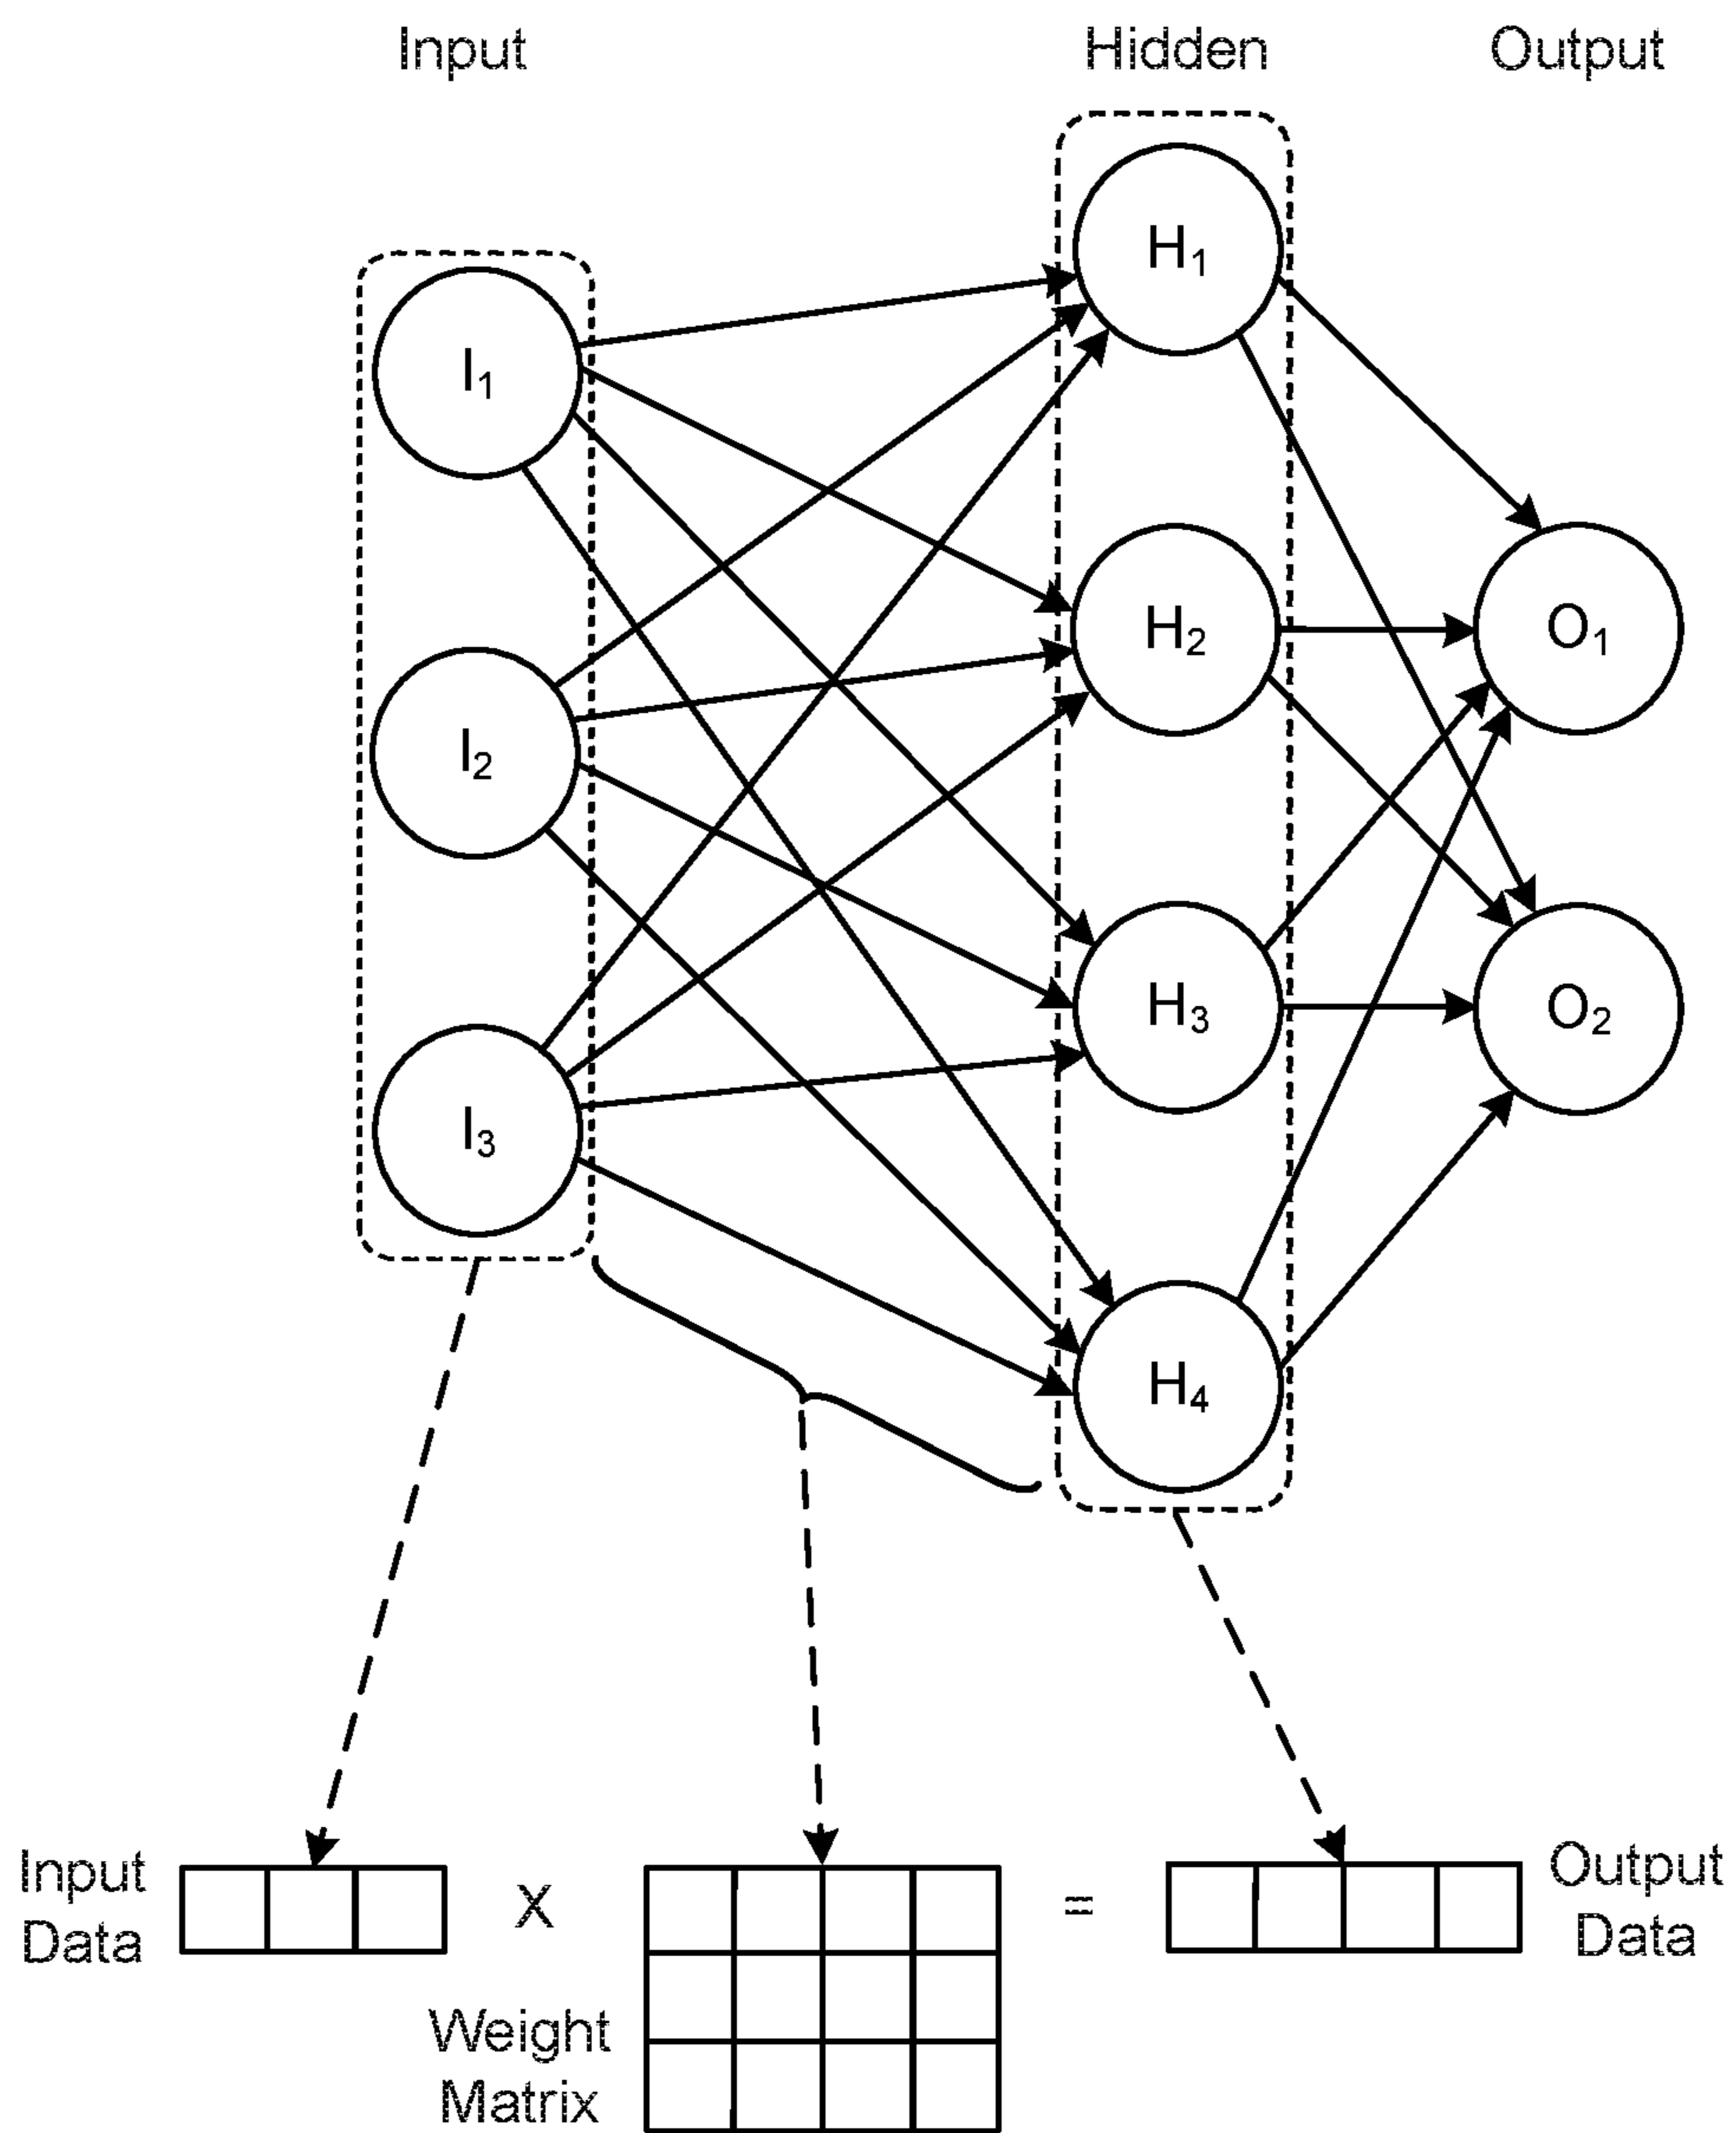 Input
Hidden
Output
I1
I2
I3
H1
H2
H3
H4
O1
O2
Input
Data
X
Weight
Matrix
=
Output
Data